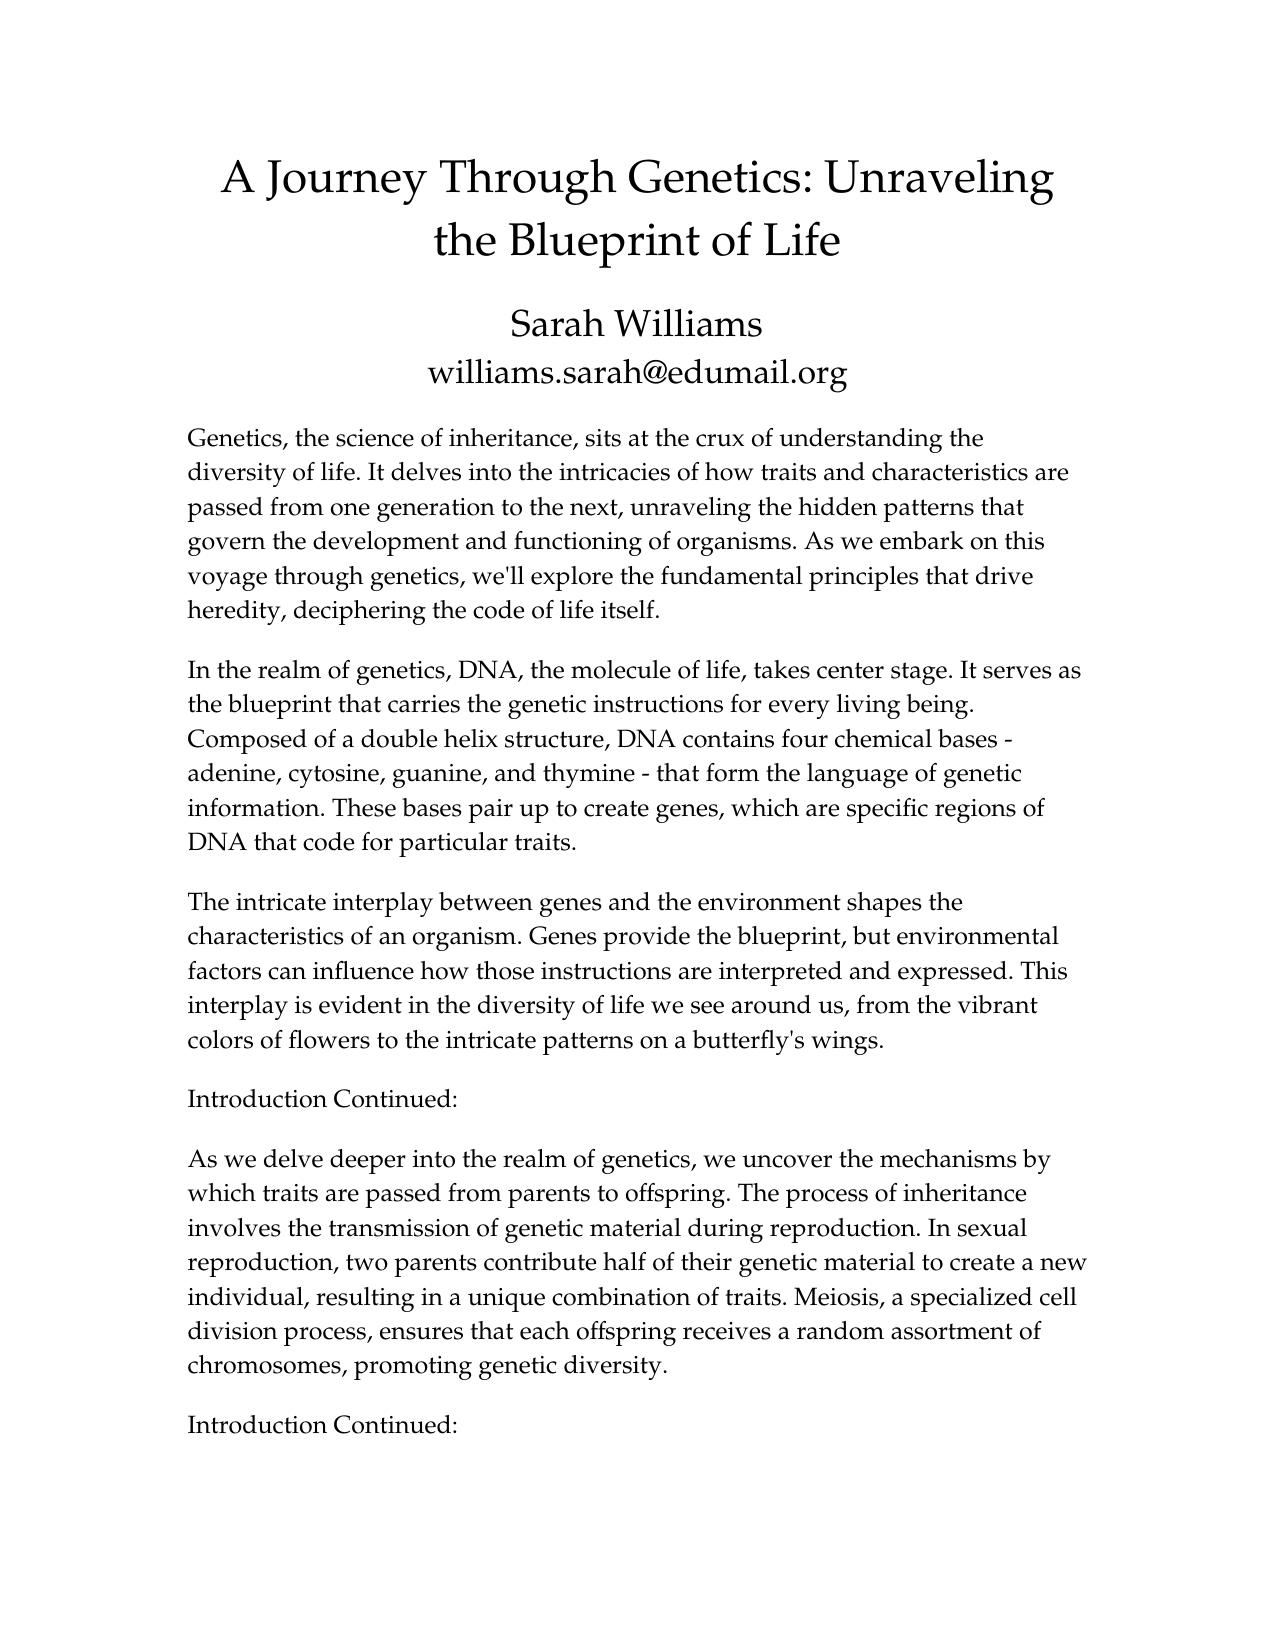 A Journey Through Genetics: Unraveling
the Blueprint of Life
Sarah Williams
williams.sarah@edumail.org
Genetics, the science of inheritance, sits at the crux of understanding the
diversity of life. It delves into the intricacies of how traits and characteristics are
passed from one generation to the next, unraveling the hidden patterns that
govern the development and functioning of organisms. As we embark on this
voyage through genetics, we'll explore the fundamental principles that drive
heredity, deciphering the code of life itself.
In the realm of genetics, DNA, the molecule of life, takes center stage. It serves as
the blueprint that carries the genetic instructions for every living being.
Composed of a double helix structure, DNA contains four chemical bases -
adenine, cytosine, guanine, and thymine - that form the language of genetic
information. These bases pair up to create genes, which are specific regions of
DNA that code for particular traits.
The intricate interplay between genes and the environment shapes the
characteristics of an organism. Genes provide the blueprint, but environmental
factors can influence how those instructions are interpreted and expressed. This
interplay is evident in the diversity of life we see around us, from the vibrant
colors of flowers to the intricate patterns on a butterfly's wings.
Introduction Continued:
As we delve deeper into the realm of genetics, we uncover the mechanisms by
which traits are passed from parents to offspring. The process of inheritance
involves the transmission of genetic material during reproduction. In sexual
reproduction, two parents contribute half of their genetic material to create a new
individual, resulting in a unique combination of traits. Meiosis, a specialized cell
division process, ensures that each offspring receives a random assortment of
chromosomes, promoting genetic diversity.
Introduction Continued: